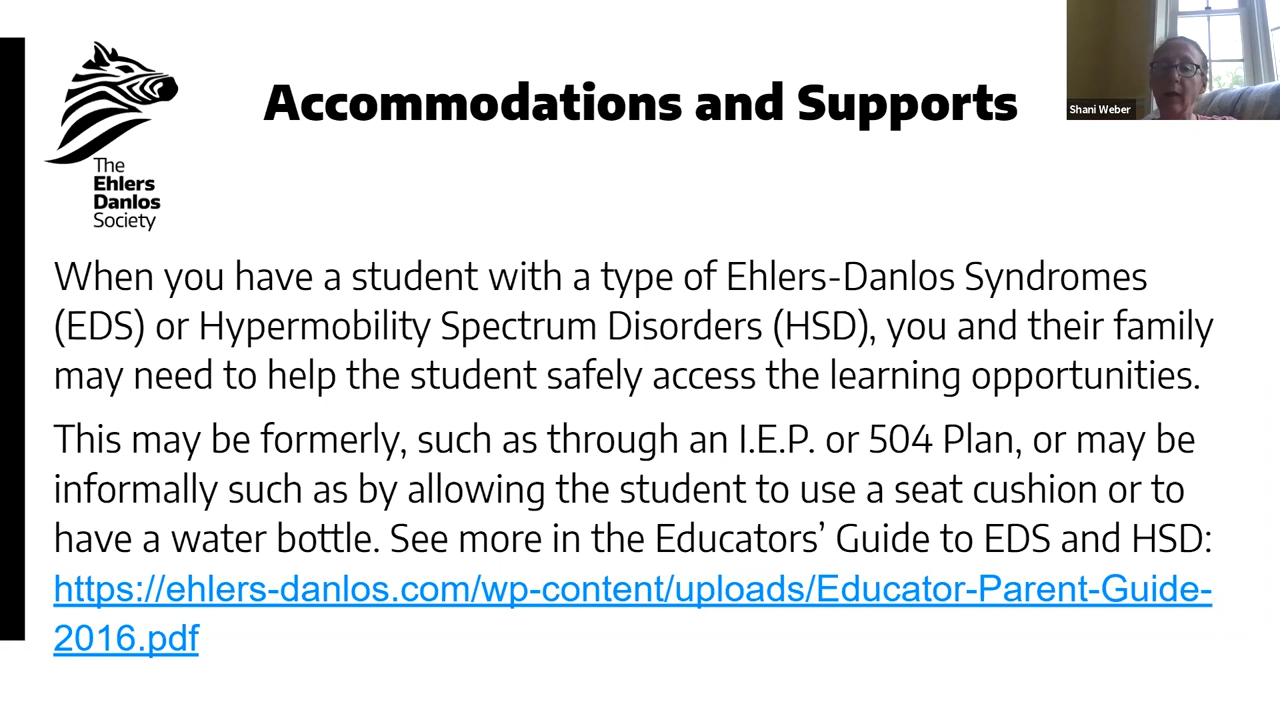 Accommodations and Supports
Shani Weber
The
Ehlers
Danlos
Society
When you have a student with a type of Ehlers-Danlos Syndromes
(EDS) or Hypermobility Spectrum Disorders (HSD), you and their family
may need to help the student safely access the learning opportunities.
This may be formerly, such as through an I.E.P. or 504 Plan, or may be
informally such as by allowing the student to use a seat cushion or to
have a water bottle. See more in the Educators’ Guide to EDS and HSD:
https://ehlers-danlos.com/wp-content/uploads/Educator-Parent-Guide-
2016.pdf